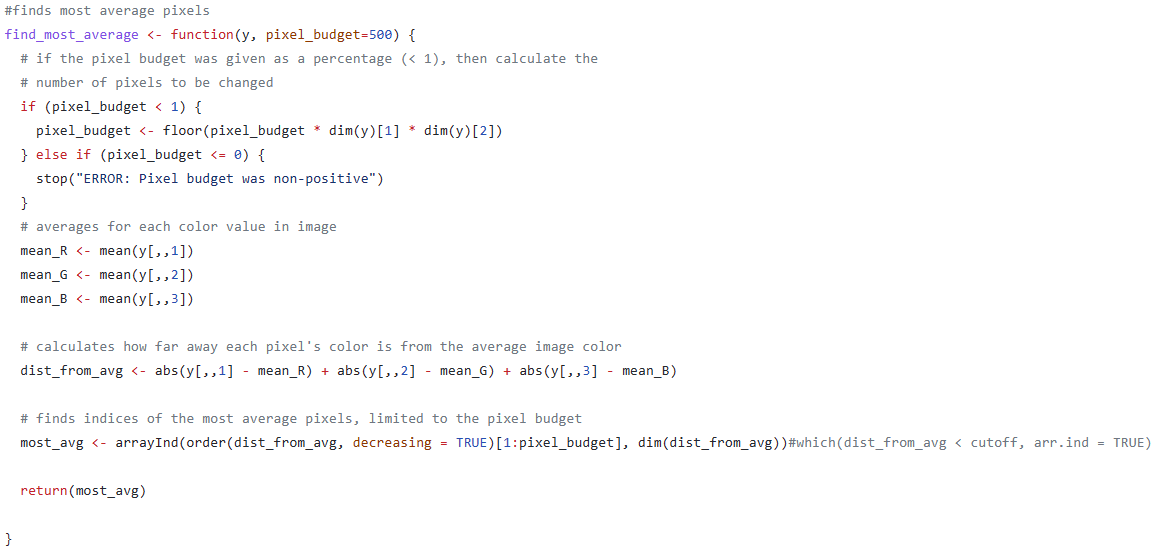 #finds most average pixels
find_most_average <- function(y, pixel_budget=500) {
  # if the pixel budget was given as a percentage (< 1), then calculate the
  # number of pixels to be changed
  if (pixel_budget < 1) {
    pixel_budget <- floor(pixel_budget * dim(y)[1] * dim(y)[2])
  } else if (pixel_budget <= 0) {
    stop("ERROR: Pixel budget was non-positive")
  }
  # averages for each color value in image
  mean_R <- mean(y[,,1])
  mean_G <- mean(y[,,2])
  mean_B <- mean(y[,,3])

  # calculates how far away each pixel's color is from the average image color
  dist_from_avg <- abs(y[,,1] - mean_R) + abs(y[,,2] - mean_G) + abs(y[,,3] - mean_B)

  # finds indices of the most average pixels, limited to the pixel budget
  most_avg <- arrayInd(order(dist_from_avg, decreasing = TRUE)[1:pixel_budget], dim(dist_from_avg))#which(dist_from_avg < cutoff, arr.ind = TRUE)

  return(most_avg)

}